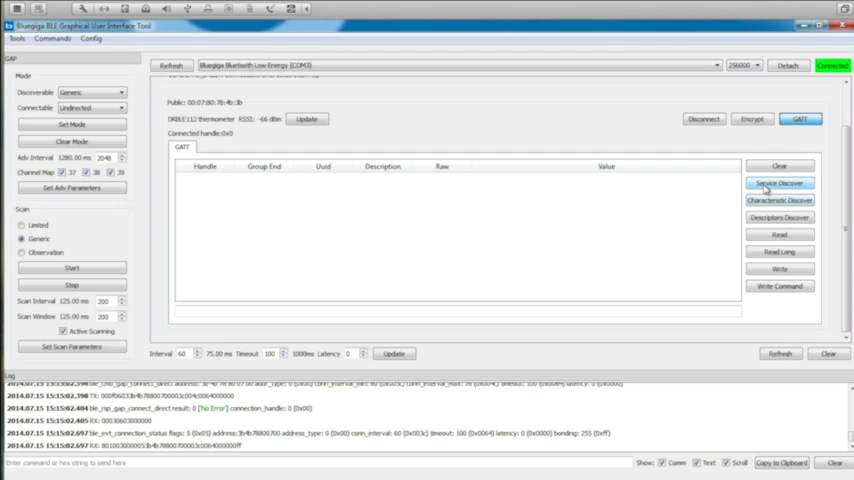 Bluegiga BLE Graphical User Interface Tool
Tools Commands Config
GAP
Mode
Discoverable Generic
Connectable Undirected
Set Mode
Clear Mode
Adv Interval 1280.00 ms 2048
Channel Map 37 38 39
Set Adv Parameters
Scan
Limited
Generic
Observation
Start
Stop
Scan Interval 125.00 ms 200
Scan Window 125.00 ms 200
Active Scanning
Set Scan Parameters
Refresh Bluegiga Bluetooth Low Energy (COM3) 256000 Detach Connected
Public: 00:07:80:78:4b:3b
DKBLE112 thermometer RSSI: -66 dBm Update Disconnect Encrypt GATT
Connected handle:0x0
GATT
Handle Group End Uuid Description Raw Value
Clear
Service Discover
Characteristic Discover
Descriptors Discover
Read
Read Long
Write
Write Command
Interval 60 75.00 ms Timeout 100 1000ms Latency 0 Update Refresh Clear
Log
2014.07.15 15:15:02.398 TX: 000f06033b4b78800700003c004c0064000000
2014.07.15 15:15:02.404 ble_rsp_gap_connect_direct result: 0 ['No Error'] connection_handle: 0 (0x00)
2014.07.15 15:15:02.405 RX: 00030603000000
2014.07.15 15:15:02.697 ble_evt_connection_status flags: 5 (0x05) address:3b4b78800700 address_type: 0 (0x00) conn_interval: 60 (0x003c) timeout: 100 (0x0064) latency: 0 (0x0000) bonding: 255 (0xff)
2014.07.15 15:15:02.697 RX: 8010030000053b4b78800700003c0064000000ff
Enter command or hex string to send here Show: Comm Text Scroll Copy to Clipboard Clear